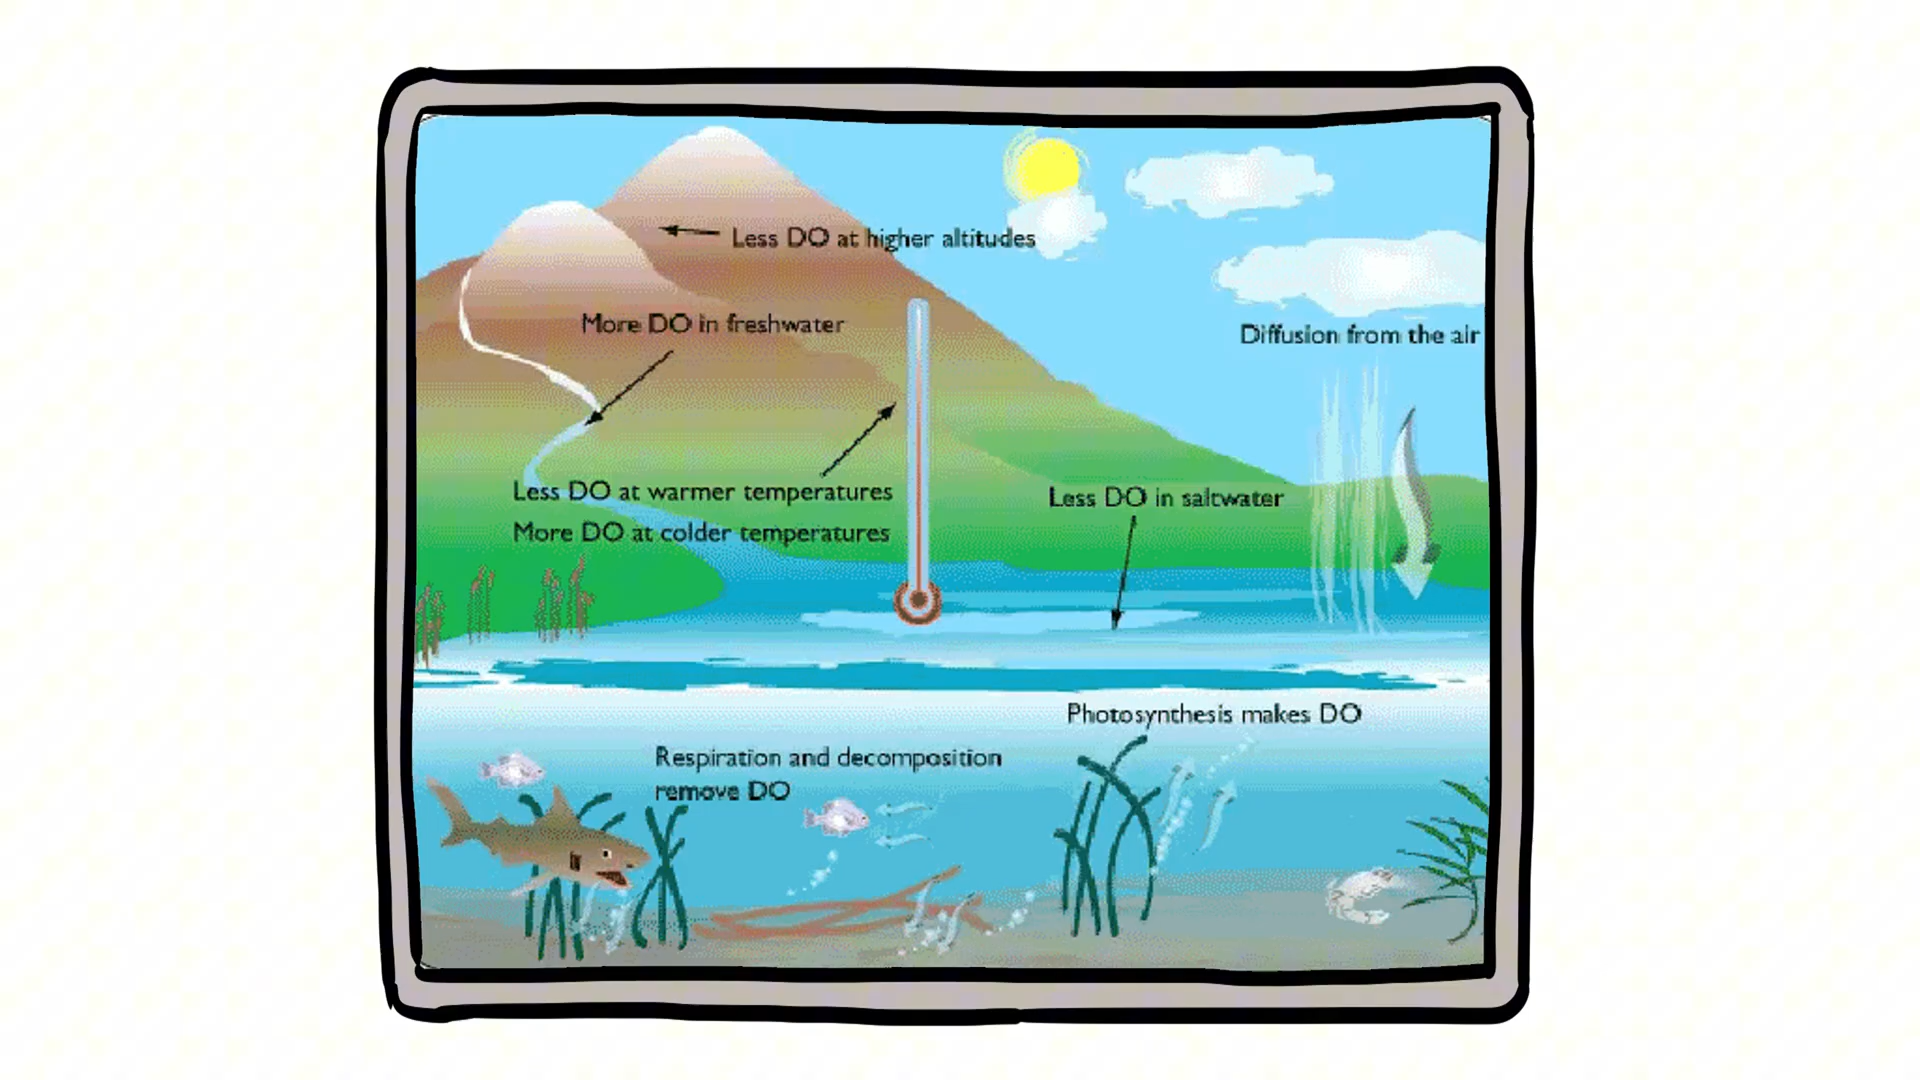 Less DO at higher altitudes
More DO in freshwater
Diffusion from the air
Less DO at warmer temperatures
More DO at colder temperatures
Less DO in saltwater
Photosynthesis makes DO
Respiration and decomposition
remove DO